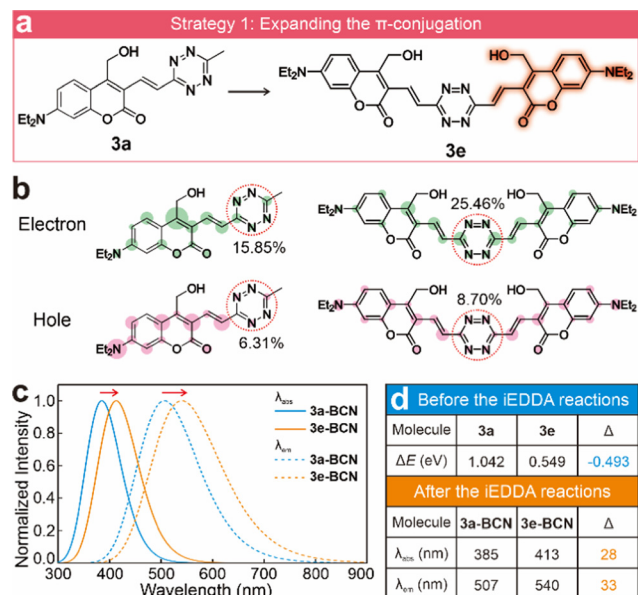 a
Strategy 1: Expanding the π-conjugation
OH
N
N
N
N
Et₂N
O
O
3a
HO
HO
NEt₂
Et₂N
O
O
N
N
N
N
O
O
3e
b
Electron
OH
N
N
N
N
Et₂N
O
O
15.85%
OH
HO
25.46%
Et₂N
NEt₂
N
N
N
N
O
O
O
O
Hole
OH
N
N
N
N
Et₂N
O
O
6.31%
OH
HO
8.70%
Et₂N
NEt₂
N
N
N
N
O
O
O
O
c
Normalized Intensity
1.0
0.8
0.6
0.4
0.2
0.0
300 400 500 600 700 800 900
Wavelength (nm)
λabs
3a-BCN
3e-BCN
λem
3a-BCN
3e-BCN
d
Before the iEDDA reactions
Molecule 3a 3e Δ
ΔE (eV) 1.042 0.549 -0.493
After the iEDDA reactions
Molecule 3a-BCN 3e-BCN Δ
λabs (nm) 385 413 28
λem (nm) 507 540 33